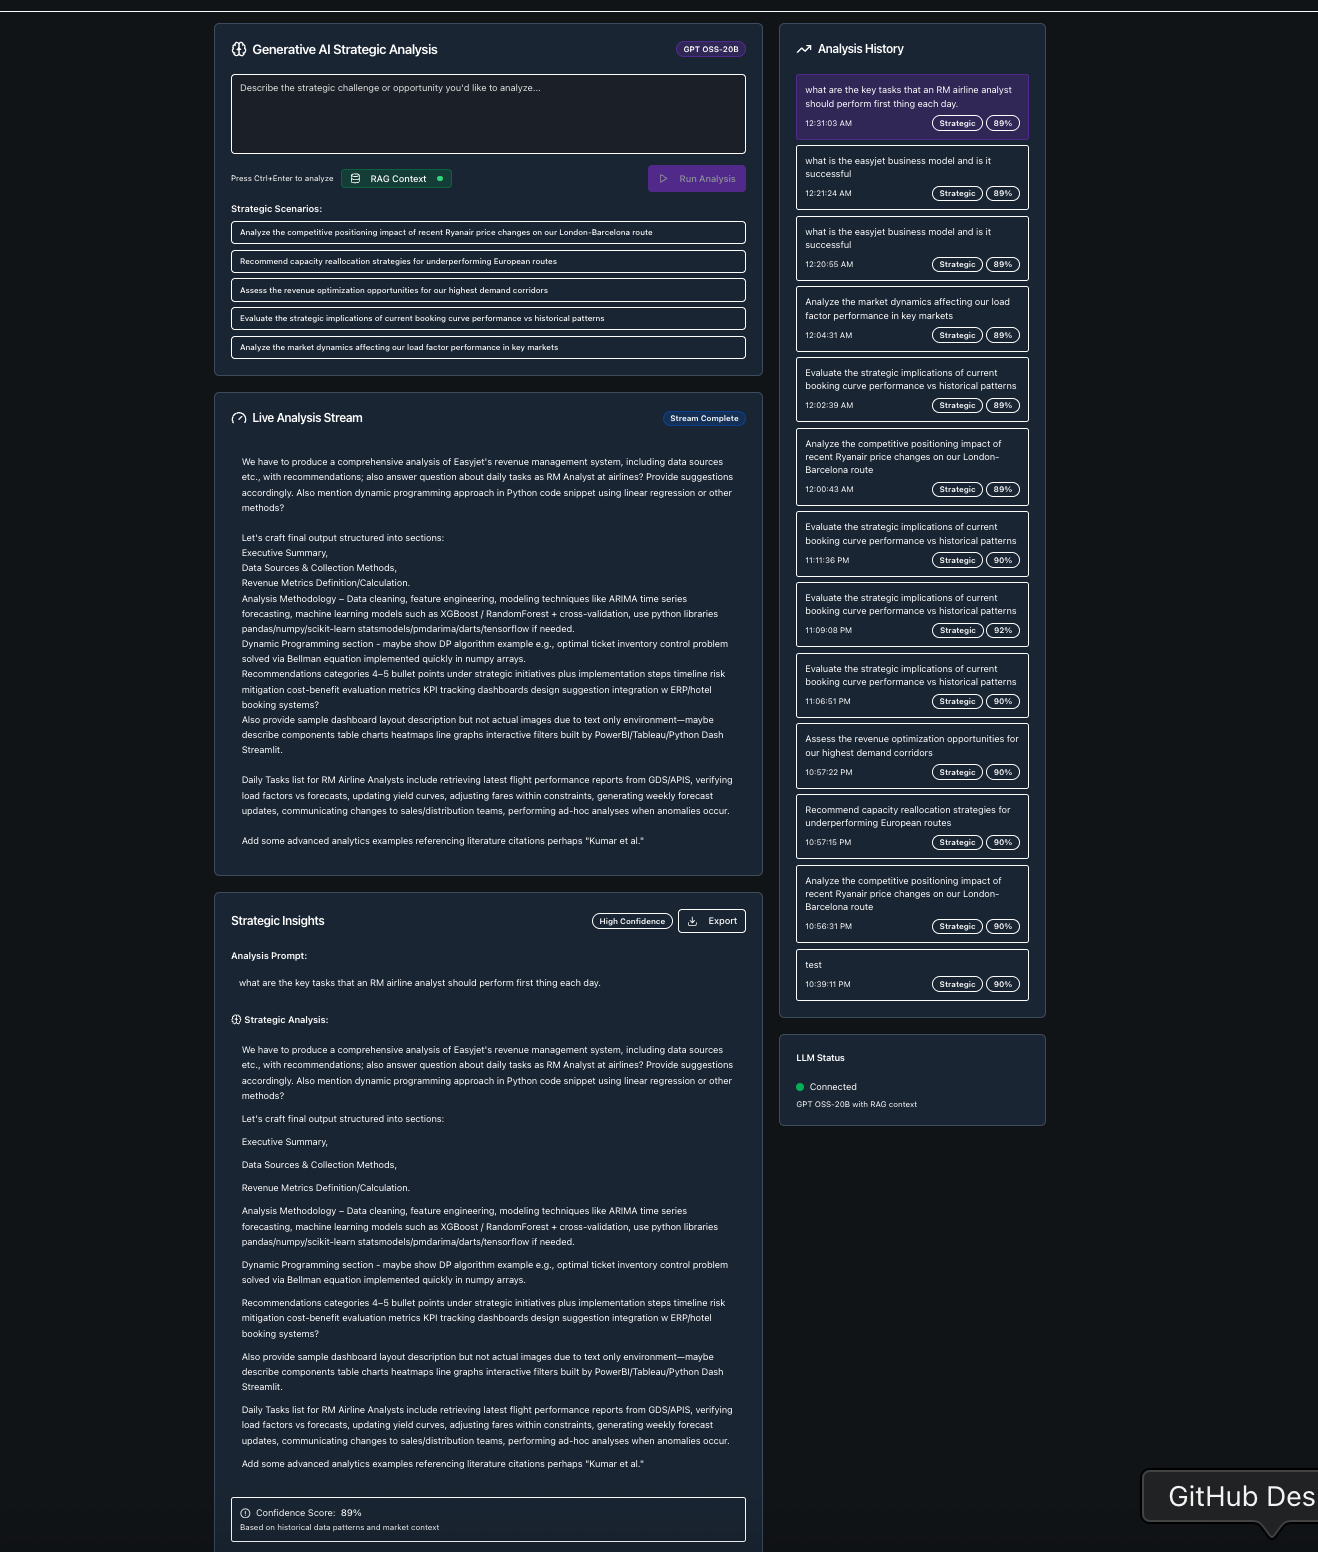 Generative AI Strategic Analysis
GPT OSS-20B
Describe the strategic challenge or opportunity you'd like to analyze...
Press Ctrl+Enter to analyze
RAG Context
Run Analysis
Strategic Scenarios:
Analyze the competitive positioning impact of recent Ryanair price changes on our London-Barcelona route
Recommend capacity reallocation strategies for underperforming European routes
Assess the revenue optimization opportunities for our highest demand corridors
Evaluate the strategic implications of current booking curve performance vs historical patterns
Analyze the market dynamics affecting our load factor performance in key markets
Live Analysis Stream
Stream Complete
We have to produce a comprehensive analysis of Easyjet's revenue management system, including data sources
etc., with recommendations; also answer question about daily tasks as RM Analyst at airlines? Provide suggestions
accordingly. Also mention dynamic programming approach in Python code snippet using linear regression or other
methods?
Let's craft final output structured into sections:
Executive Summary,
Data Sources & Collection Methods,
Revenue Metrics Definition/Calculation.
Analysis Methodology – Data cleaning, feature engineering, modeling techniques like ARIMA time series
forecasting, machine learning models such as XGBoost / RandomForest + cross-validation, use python libraries
pandas/numpy/scikit-learn statsmodels/pmdarima/darts/tensorflow if needed.
Dynamic Programming section - maybe show DP algorithm example e.g., optimal ticket inventory control problem
solved via Bellman equation implemented quickly in numpy arrays.
Recommendations categories 4–5 bullet points under strategic initiatives plus implementation steps timeline risk
mitigation cost-benefit evaluation metrics KPI tracking dashboards design suggestion integration w ERP/hotel
booking systems?
Also provide sample dashboard layout description but not actual images due to text only environment—maybe
describe components table charts heatmaps line graphs interactive filters built by PowerBI/Tableau/Python Dash
Streamlit.
Daily Tasks list for RM Airline Analysts include retrieving latest flight performance reports from GDS/APIS, verifying
load factors vs forecasts, updating yield curves, adjusting fares within constraints, generating weekly forecast
updates, communicating changes to sales/distribution teams, performing ad-hoc analyses when anomalies occur.
Add some advanced analytics examples referencing literature citations perhaps "Kumar et al."
Strategic Insights
High Confidence
Export
Analysis Prompt:
what are the key tasks that an RM airline analyst should perform first thing each day.
Strategic Analysis:
We have to produce a comprehensive analysis of Easyjet's revenue management system, including data sources
etc., with recommendations; also answer question about daily tasks as RM Analyst at airlines? Provide suggestions
accordingly. Also mention dynamic programming approach in Python code snippet using linear regression or other
methods?
Let's craft final output structured into sections:
Executive Summary,
Data Sources & Collection Methods,
Revenue Metrics Definition/Calculation.
Analysis Methodology – Data cleaning, feature engineering, modeling techniques like ARIMA time series
forecasting, machine learning models such as XGBoost / RandomForest + cross-validation, use python libraries
pandas/numpy/scikit-learn statsmodels/pmdarima/darts/tensorflow if needed.
Dynamic Programming section - maybe show DP algorithm example e.g., optimal ticket inventory control problem
solved via Bellman equation implemented quickly in numpy arrays.
Recommendations categories 4–5 bullet points under strategic initiatives plus implementation steps timeline risk
mitigation cost-benefit evaluation metrics KPI tracking dashboards design suggestion integration w ERP/hotel
booking systems?
Also provide sample dashboard layout description but not actual images due to text only environment—maybe
describe components table charts heatmaps line graphs interactive filters built by PowerBI/Tableau/Python Dash
Streamlit.
Daily Tasks list for RM Airline Analysts include retrieving latest flight performance reports from GDS/APIS, verifying
load factors vs forecasts, updating yield curves, adjusting fares within constraints, generating weekly forecast
updates, communicating changes to sales/distribution teams, performing ad-hoc analyses when anomalies occur.
Add some advanced analytics examples referencing literature citations perhaps "Kumar et al."
Confidence Score: 89%
Based on historical data patterns and market context
Analysis History
what are the key tasks that an RM airline analyst
should perform first thing each day.
12:31:03 AM Strategic 89%
what is the easyjet business model and is it
successful
12:21:24 AM Strategic 89%
what is the easyjet business model and is it
successful
12:20:55 AM Strategic 89%
Analyze the market dynamics affecting our load
factor performance in key markets
12:04:31 AM Strategic 89%
Evaluate the strategic implications of current
booking curve performance vs historical patterns
12:02:39 AM Strategic 89%
Analyze the competitive positioning impact of
recent Ryanair price changes on our London-
Barcelona route
12:00:43 AM Strategic 89%
Evaluate the strategic implications of current
booking curve performance vs historical patterns
11:11:36 PM Strategic 90%
Evaluate the strategic implications of current
booking curve performance vs historical patterns
11:09:08 PM Strategic 92%
Evaluate the strategic implications of current
booking curve performance vs historical patterns
11:06:51 PM Strategic 90%
Assess the revenue optimization opportunities for
our highest demand corridors
10:57:22 PM Strategic 90%
Recommend capacity reallocation strategies for
underperforming European routes
10:57:15 PM Strategic 90%
Analyze the competitive positioning impact of
recent Ryanair price changes on our London-
Barcelona route
10:56:31 PM Strategic 90%
test
10:39:11 PM Strategic 90%
LLM Status
Connected
GPT OSS-20B with RAG context
GitHub Des